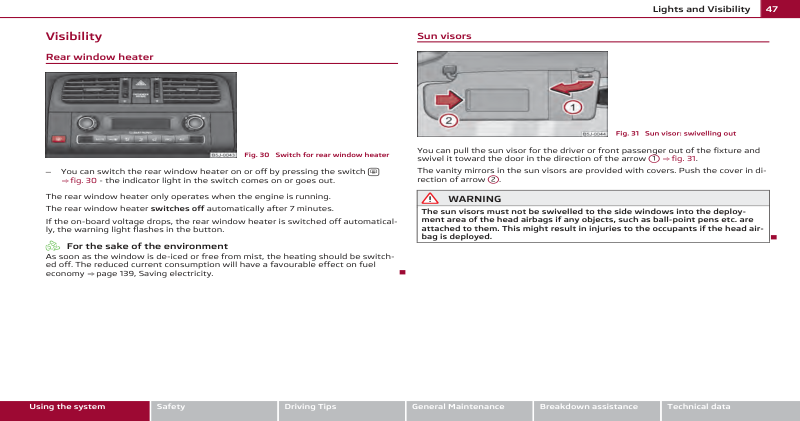 Lights and Visibility 47
Visibility
Rear window heater
B5J-0043
Fig. 30 Switch for rear window heater
– You can switch the rear window heater on or off by pressing the switch
⇒ fig. 30 - the indicator light in the switch comes on or goes out.
The rear window heater only operates when the engine is running.
The rear window heater switches off automatically after 7 minutes.
If the on-board voltage drops, the rear window heater is switched off automatical-
ly, the warning light flashes in the button.
For the sake of the environment
As soon as the window is de-iced or free from mist, the heating should be switch-
ed off. The reduced current consumption will have a favourable effect on fuel
economy ⇒ page 139, Saving electricity.
Sun visors
1
2
B5J-0044
Fig. 31 Sun visor: swivelling out
You can pull the sun visor for the driver or front passenger out of the fixture and
swivel it toward the door in the direction of the arrow 1 ⇒ fig. 31.
The vanity mirrors in the sun visors are provided with covers. Push the cover in di-
rection of arrow 2.
WARNING
The sun visors must not be swivelled to the side windows into the deploy-
ment area of the head airbags if any objects, such as ball-point pens etc. are
attached to them. This might result in injuries to the occupants if the head air-
bag is deployed.
Using the system
Safety
Driving Tips
General Maintenance
Breakdown assistance
Technical data